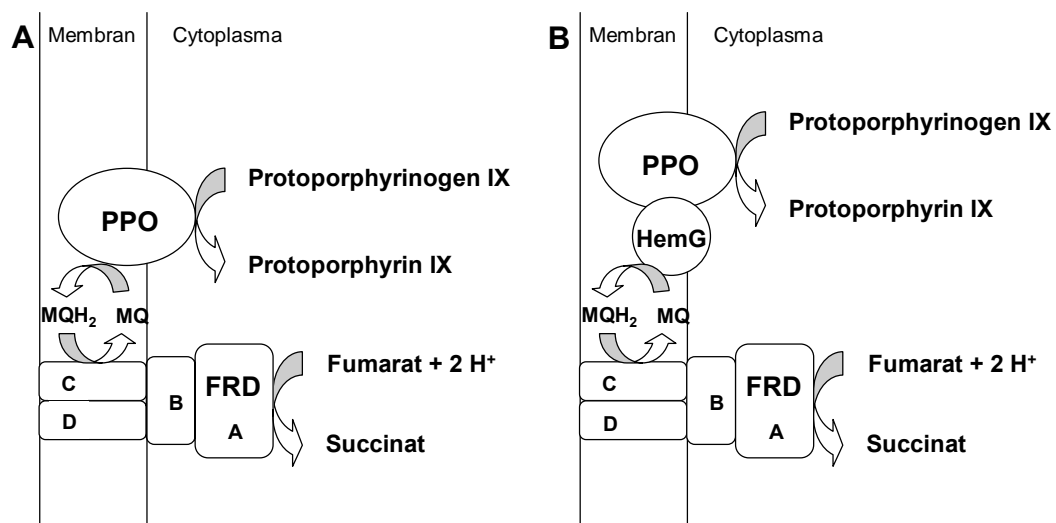 A
Membran
Cytoplasma
PPO
Protoporphyrinogen IX
Protoporphyrin IX
MQH₂
MQ
C
D
B
FRD
A
Fumarat + 2 H⁺
Succinat
B
Membran
Cytoplasma
PPO
HemG
Protoporphyrinogen IX
Protoporphyrin IX
MQH₂
MQ
C
D
B
FRD
A
Fumarat + 2 H⁺
Succinat